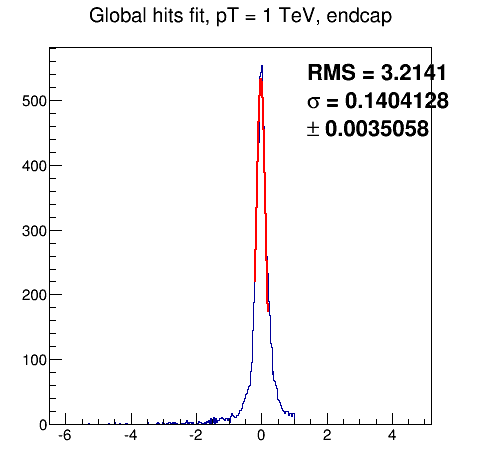 Global hits fit, pT = 1 TeV, endcap
RMS = 3.2141
σ = 0.1404128
± 0.0035058
500
400
300
200
100
0
-6 -4 -2 0 2 4